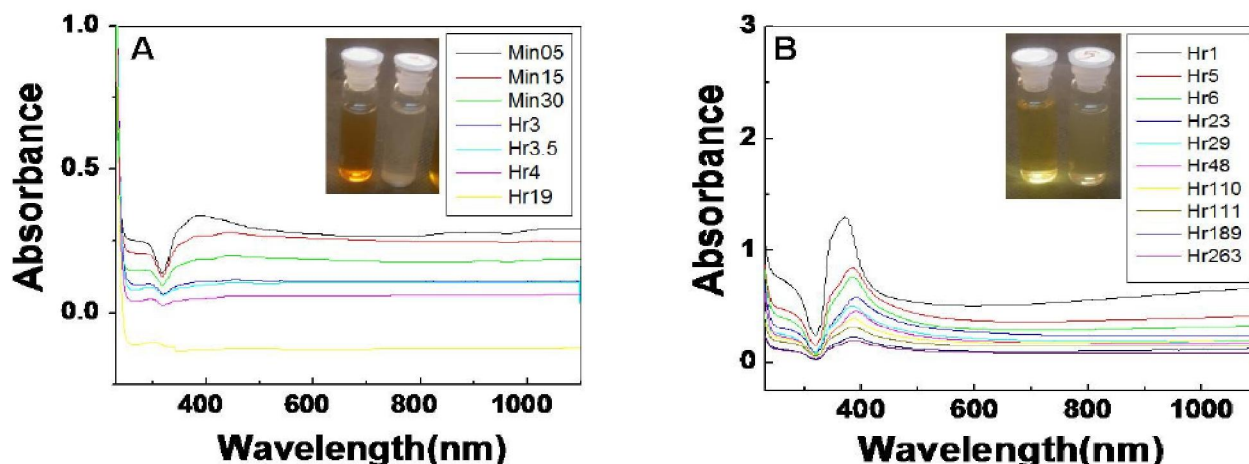 A
Absorbance
1.0
0.5
0.0
400
600
800
1000
Wavelength(nm)
Min05
Min15
Min30
Hr3
Hr3.5
Hr4
Hr19
B
Absorbance
3
2
1
0
400
600
800
1000
Wavelength(nm)
5
Hr1
Hr5
Hr6
Hr23
Hr29
Hr48
Hr110
Hr111
Hr189
Hr263